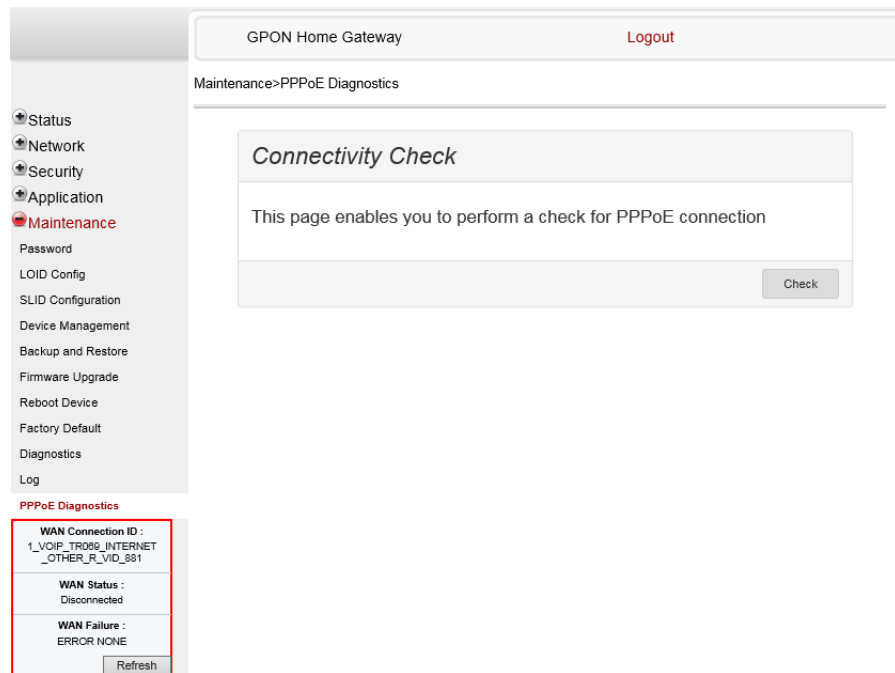 GPON Home Gateway
Logout
Maintenance>PPPoE Diagnostics
Status
Network
Security
Application
Maintenance
Password
LOID Config
SLID Configuration
Device Management
Backup and Restore
Firmware Upgrade
Reboot Device
Factory Default
Diagnostics
Log
PPPoE Diagnostics
WAN Connection ID :
1_VOIP_TR069_INTERNET
_OTHER_R_VID_881
WAN Status :
Disconnected
WAN Failure :
ERROR NONE
Refresh
Connectivity Check
This page enables you to perform a check for PPPoE connection
Check